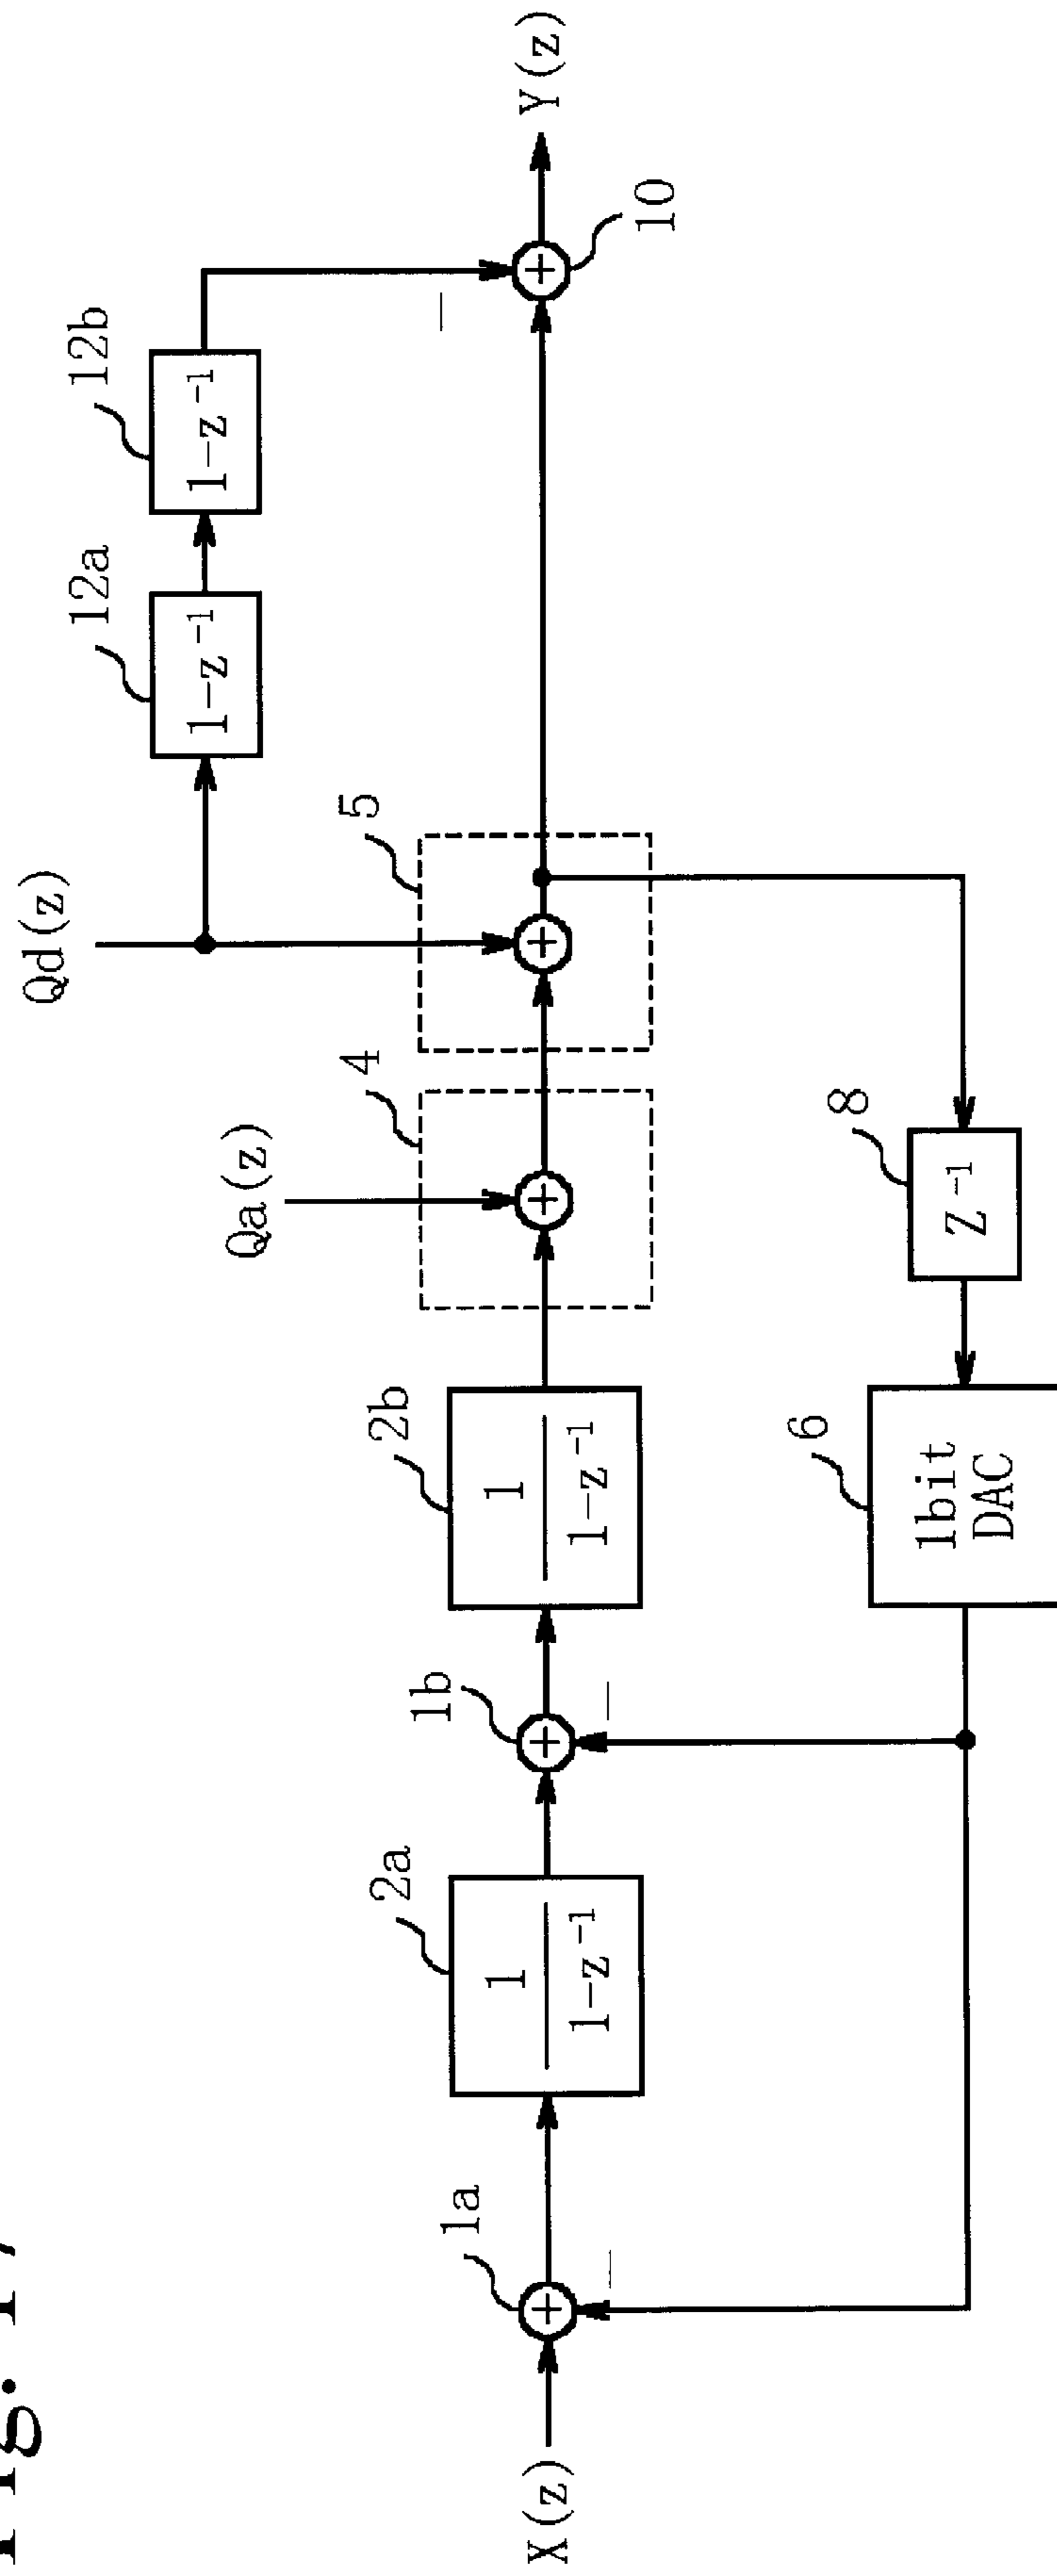 Qd(z)
12a
12b
1-z⁻¹
1-z⁻¹
Qa(z)
4
5
1a
2a
1b
2b
X(z)
1
1-z⁻¹
1
1-z⁻¹
Y(z)
10
6
8
1bit
DAC
Z⁻¹